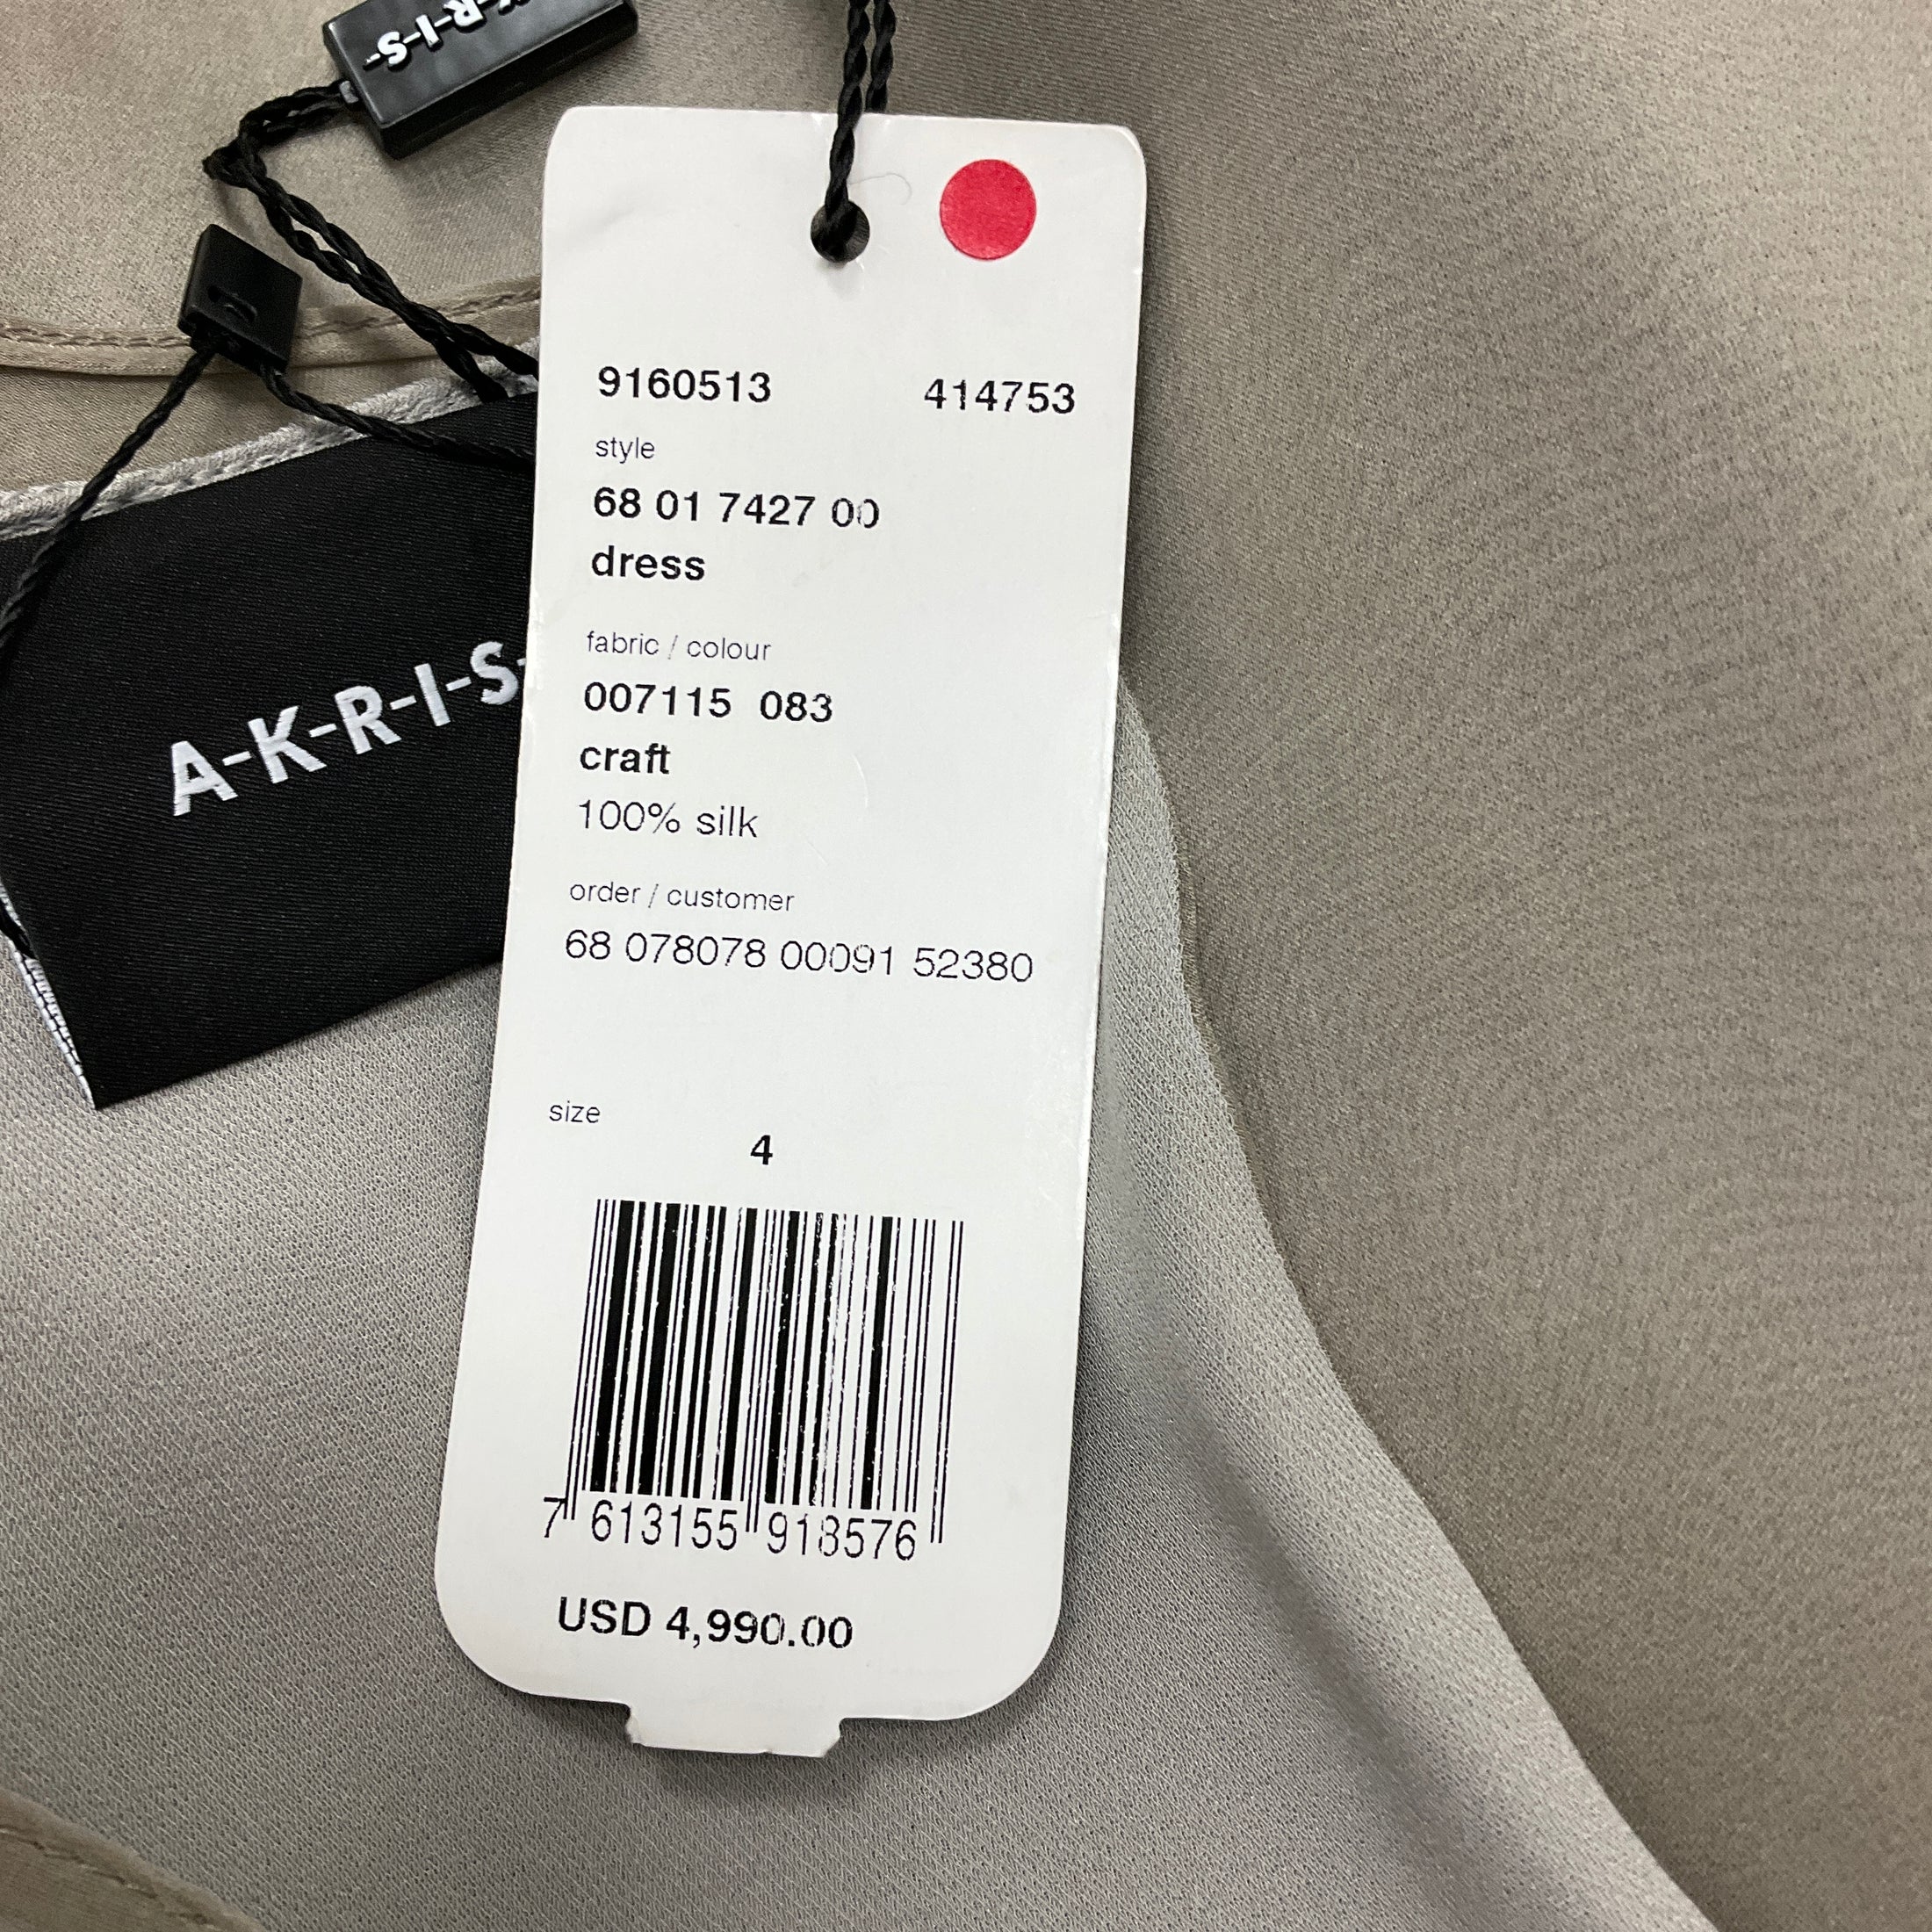 K-R-I-S-
9160513 414753
style
68 01 7427 00
dress
fabric / colour
007115 083
craft
100% silk
order / customer
68 078078 00091 52380
size
4
7 613155 918576
USD 4,990.00
A-K-R-I-S-